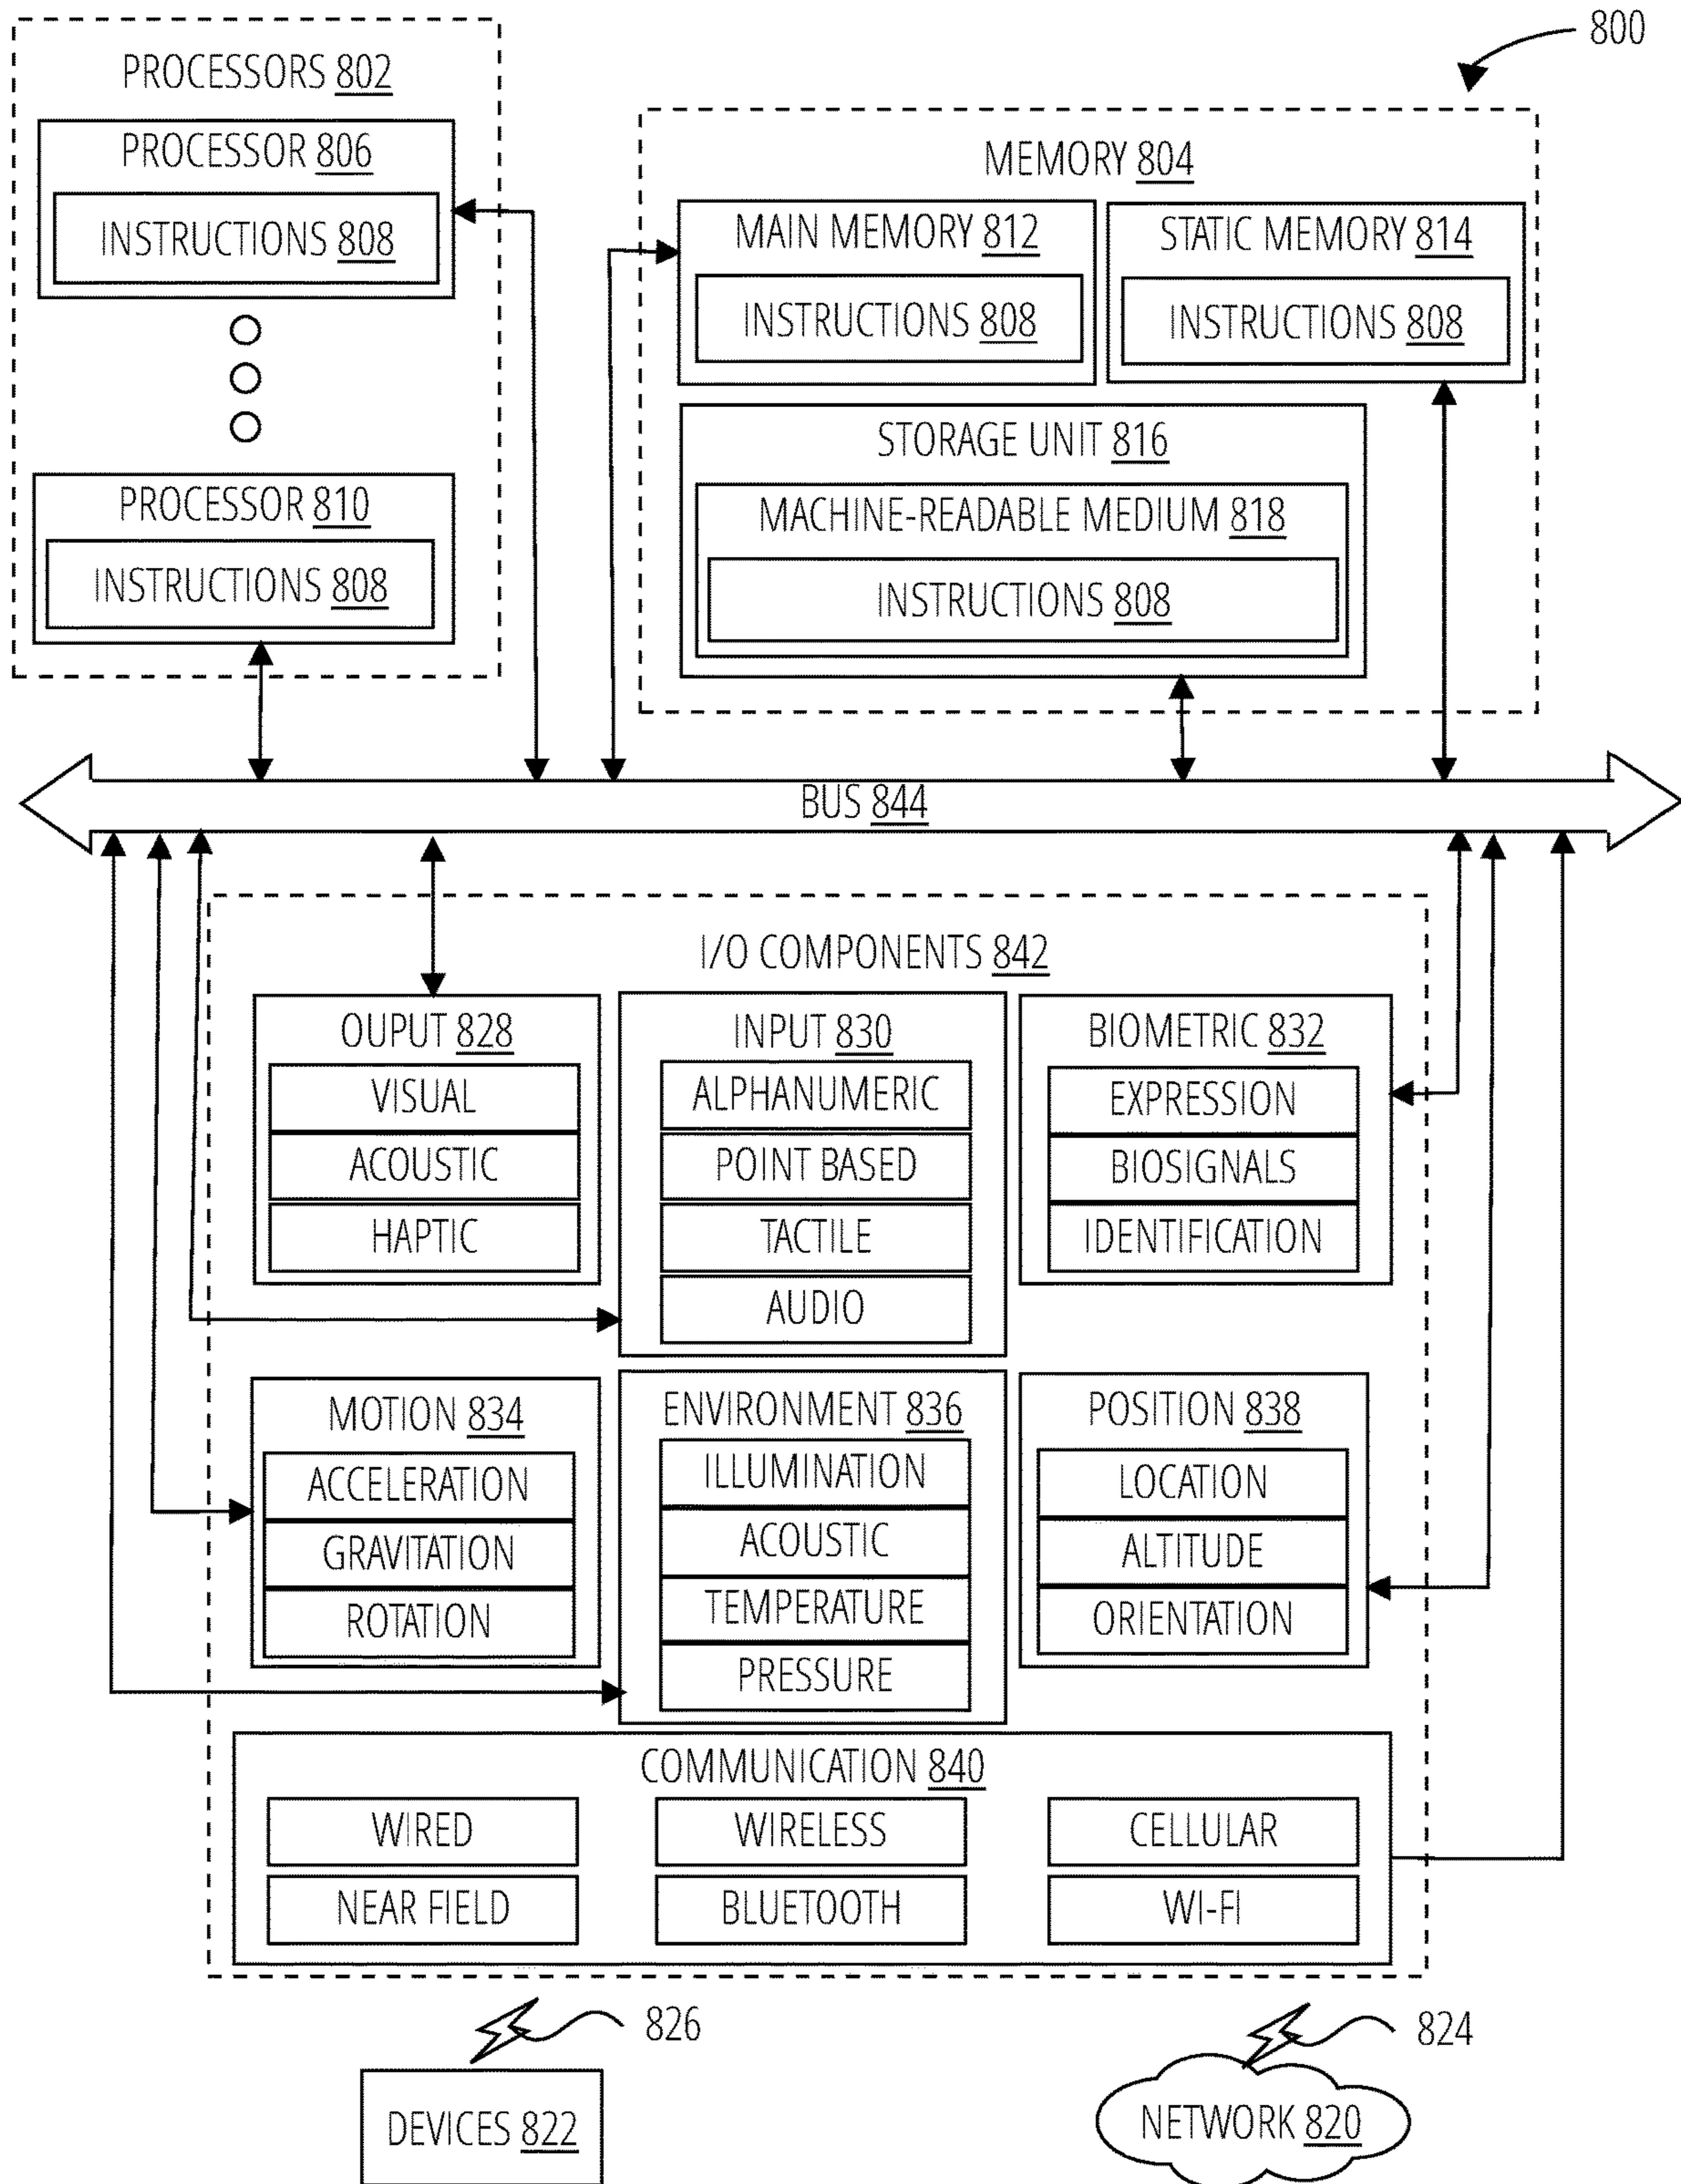 800
PROCESSORS 802
PROCESSOR 806
INSTRUCTIONS 808
PROCESSOR 810
INSTRUCTIONS 808
MEMORY 804
MAIN MEMORY 812
INSTRUCTIONS 808
STATIC MEMORY 814
INSTRUCTIONS 808
STORAGE UNIT 816
MACHINE-READABLE MEDIUM 818
INSTRUCTIONS 808
BUS 844
I/O COMPONENTS 842
OUPUT 828
VISUAL
ACOUSTIC
HAPTIC
INPUT 830
ALPHANUMERIC
POINT BASED
TACTILE
AUDIO
BIOMETRIC 832
EXPRESSION
BIOSIGNALS
IDENTIFICATION
MOTION 834
ACCELERATION
GRAVITATION
ROTATION
ENVIRONMENT 836
ILLUMINATION
ACOUSTIC
TEMPERATURE
PRESSURE
POSITION 838
LOCATION
ALTITUDE
ORIENTATION
COMMUNICATION 840
WIRED
WIRELESS
CELLULAR
NEAR FIELD
BLUETOOTH
WI-FI
826
824
DEVICES 822
NETWORK 820